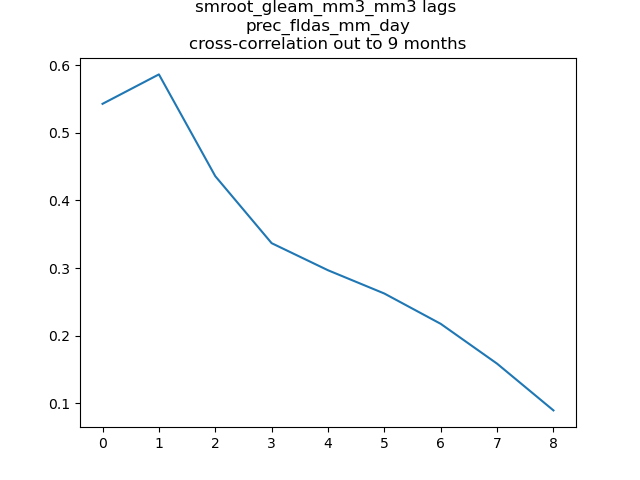 smroot_gleam_mm3_mm3 lags
prec_fldas_mm_day
cross-correlation out to 9 months
0.6
0.5
0.4
0.3
0.2
0.1
0 1 2 3 4 5 6 7 8